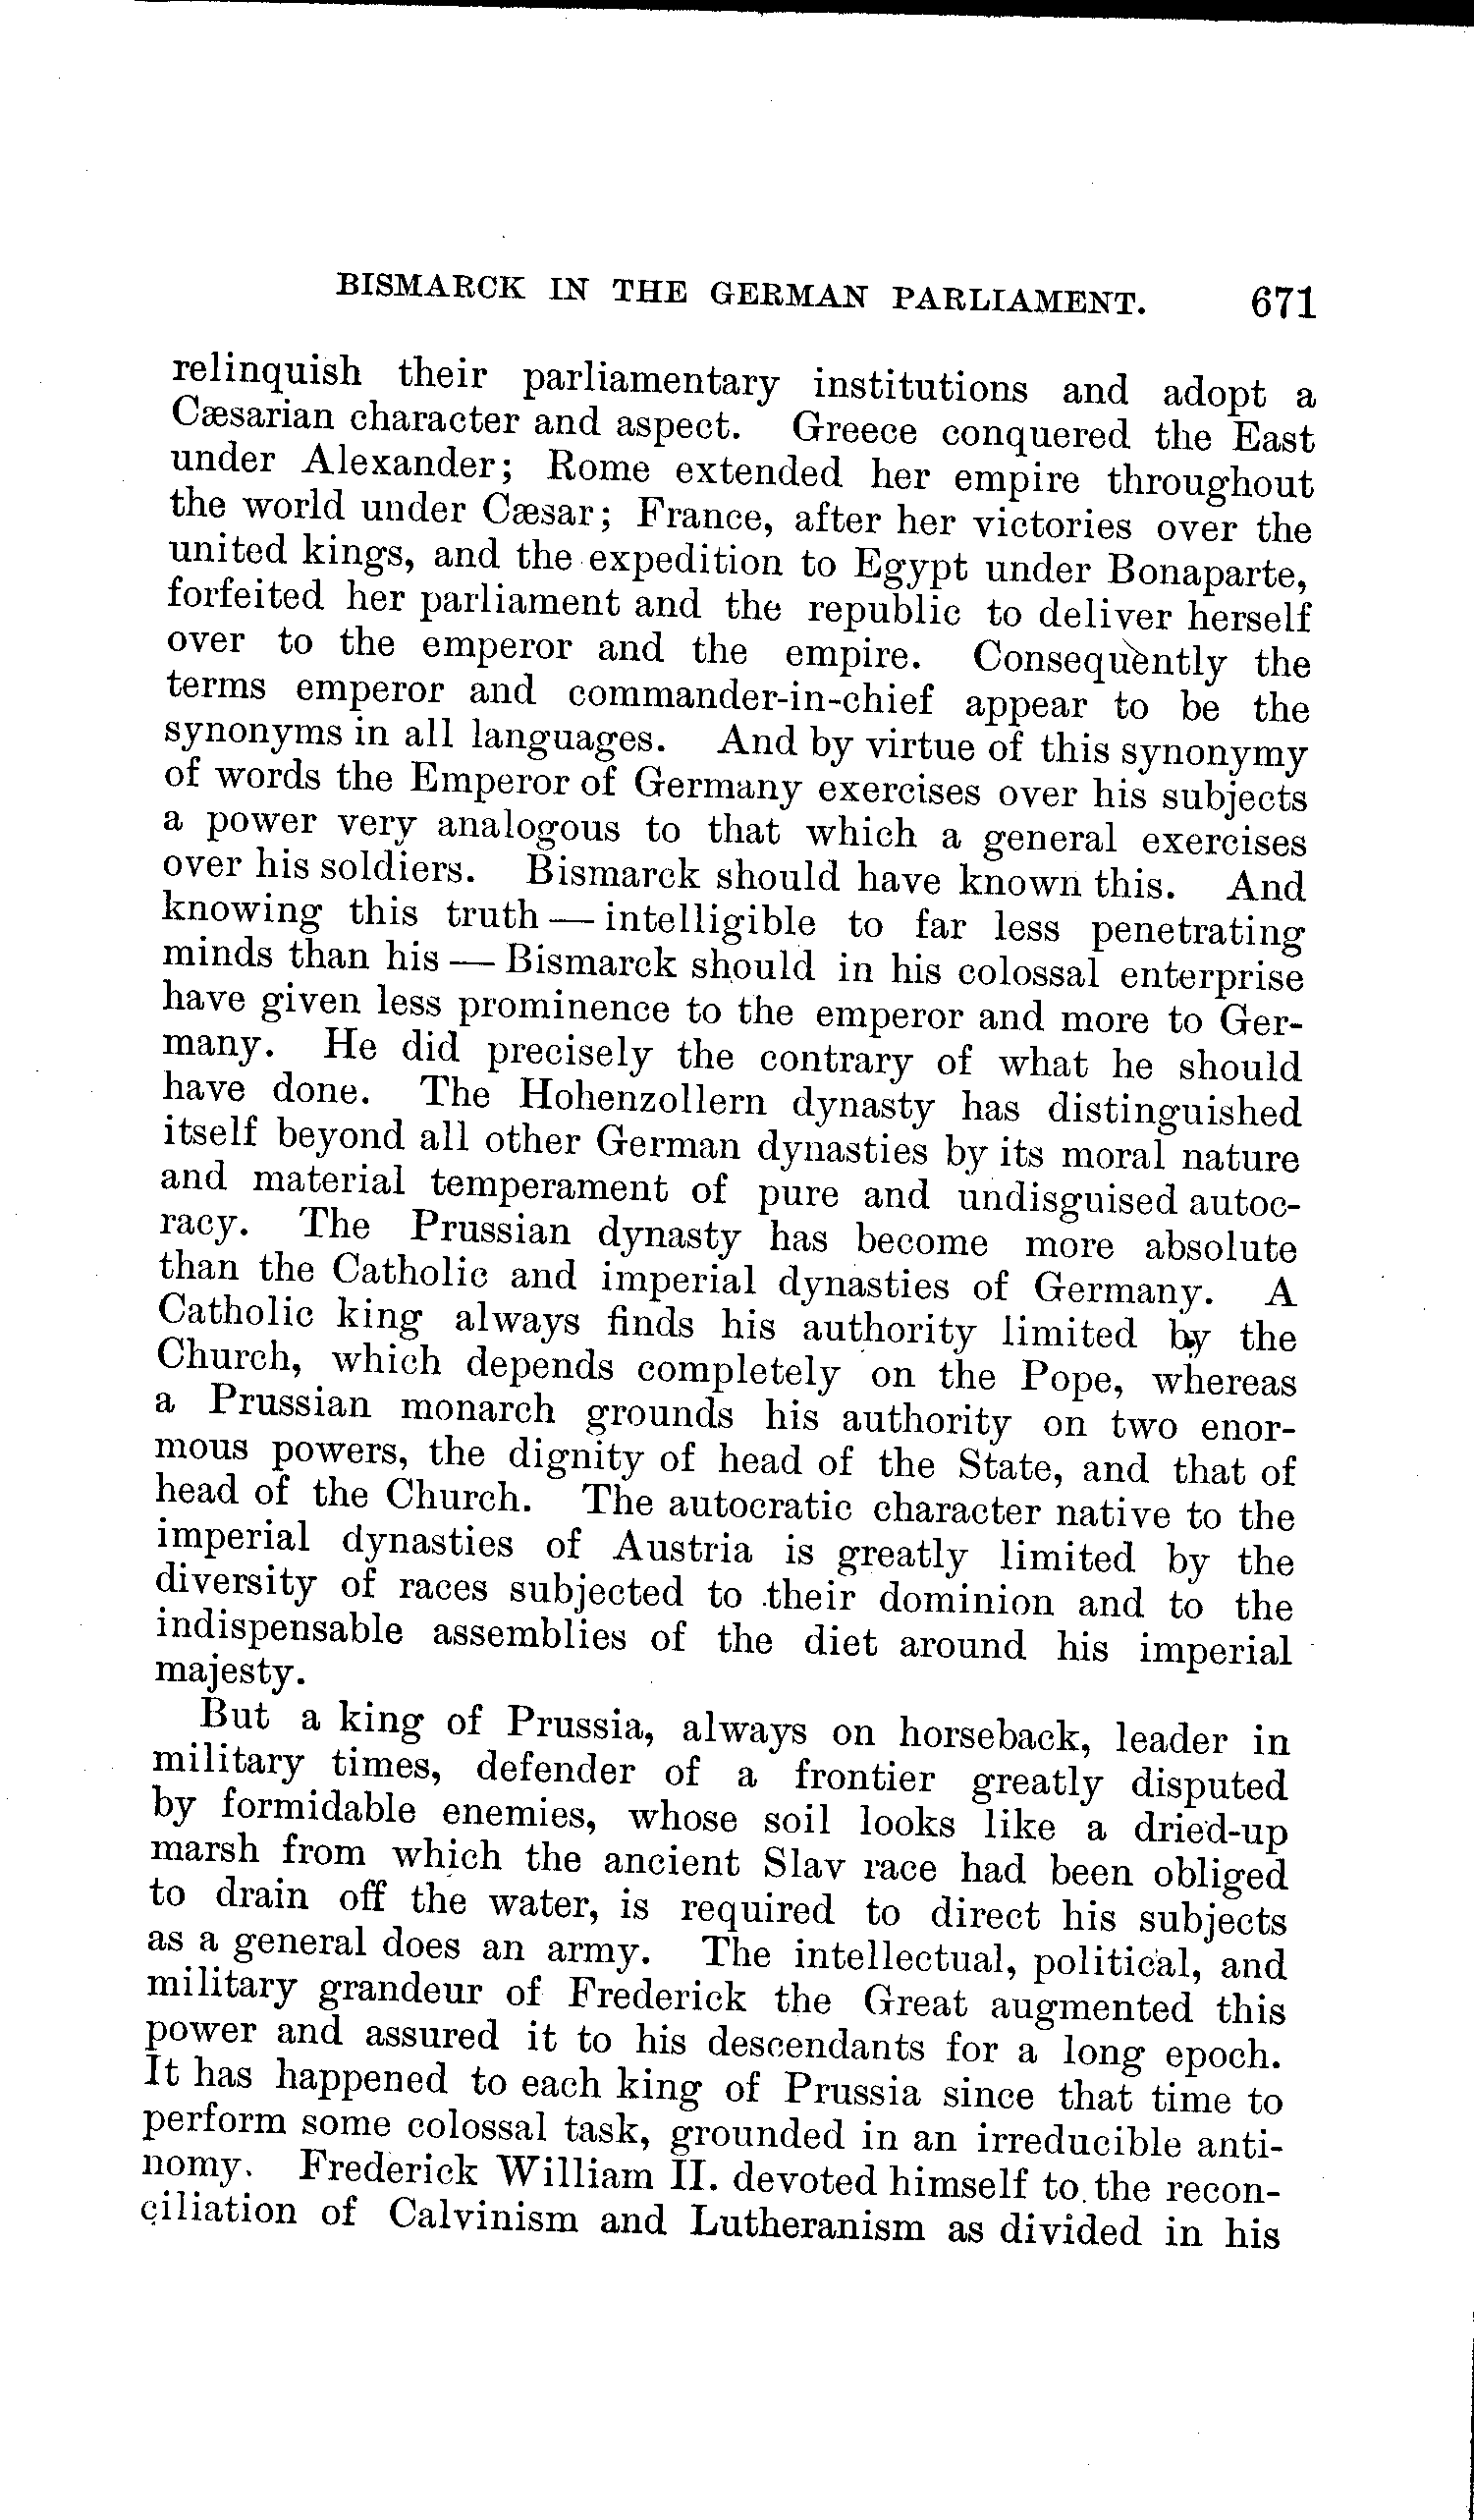 BISMARCK IN THE GERMAN PARLIAMENT. 671
relinquish their parliamentary institutions and adopt a
Cæsarian character and aspect. Greece conquered the East
under Alexander; Rome extended her empire throughout
the world under Cæsar; France, after her victories over the
united kings, and the expedition to Egypt under Bonaparte,
forfeited her parliament and the republic to deliver herself
over to the emperor and the empire. Consequently the
terms emperor and commander-in-chief appear to be the
synonyms in all languages. And by virtue of this synonymy
of words the Emperor of Germany exercises over his subjects
a power very analogous to that which a general exercises
over his soldiers. Bismarck should have known this. And
knowing this truth — intelligible to far less penetrating
minds than his — Bismarck should in his colossal enterprise
have given less prominence to the emperor and more to Ger-
many. He did precisely the contrary of what he should
have done. The Hohenzollern dynasty has distinguished
itself beyond all other German dynasties by its moral nature
and material temperament of pure and undisguised autoc-
racy. The Prussian dynasty has become more absolute
than the Catholic and imperial dynasties of Germany. A
Catholic king always finds his authority limited by the
Church, which depends completely on the Pope, whereas
a Prussian monarch grounds his authority on two enor-
mous powers, the dignity of head of the State, and that of
head of the Church. The autocratic character native to the
imperial dynasties of Austria is greatly limited by the
diversity of races subjected to their dominion and to the
indispensable assemblies of the diet around his imperial
majesty.
But a king of Prussia, always on horseback, leader in
military times, defender of a frontier greatly disputed
by formidable enemies, whose soil looks like a dried-up
marsh from which the ancient Slav race had been obliged
to drain off the water, is required to direct his subjects
as a general does an army. The intellectual, political, and
military grandeur of Frederick the Great augmented this
power and assured it to his descendants for a long epoch.
It has happened to each king of Prussia since that time to
perform some colossal task, grounded in an irreducible anti-
nomy. Frederick William II. devoted himself to the recon-
ciliation of Calvinism and Lutheranism as divided in his